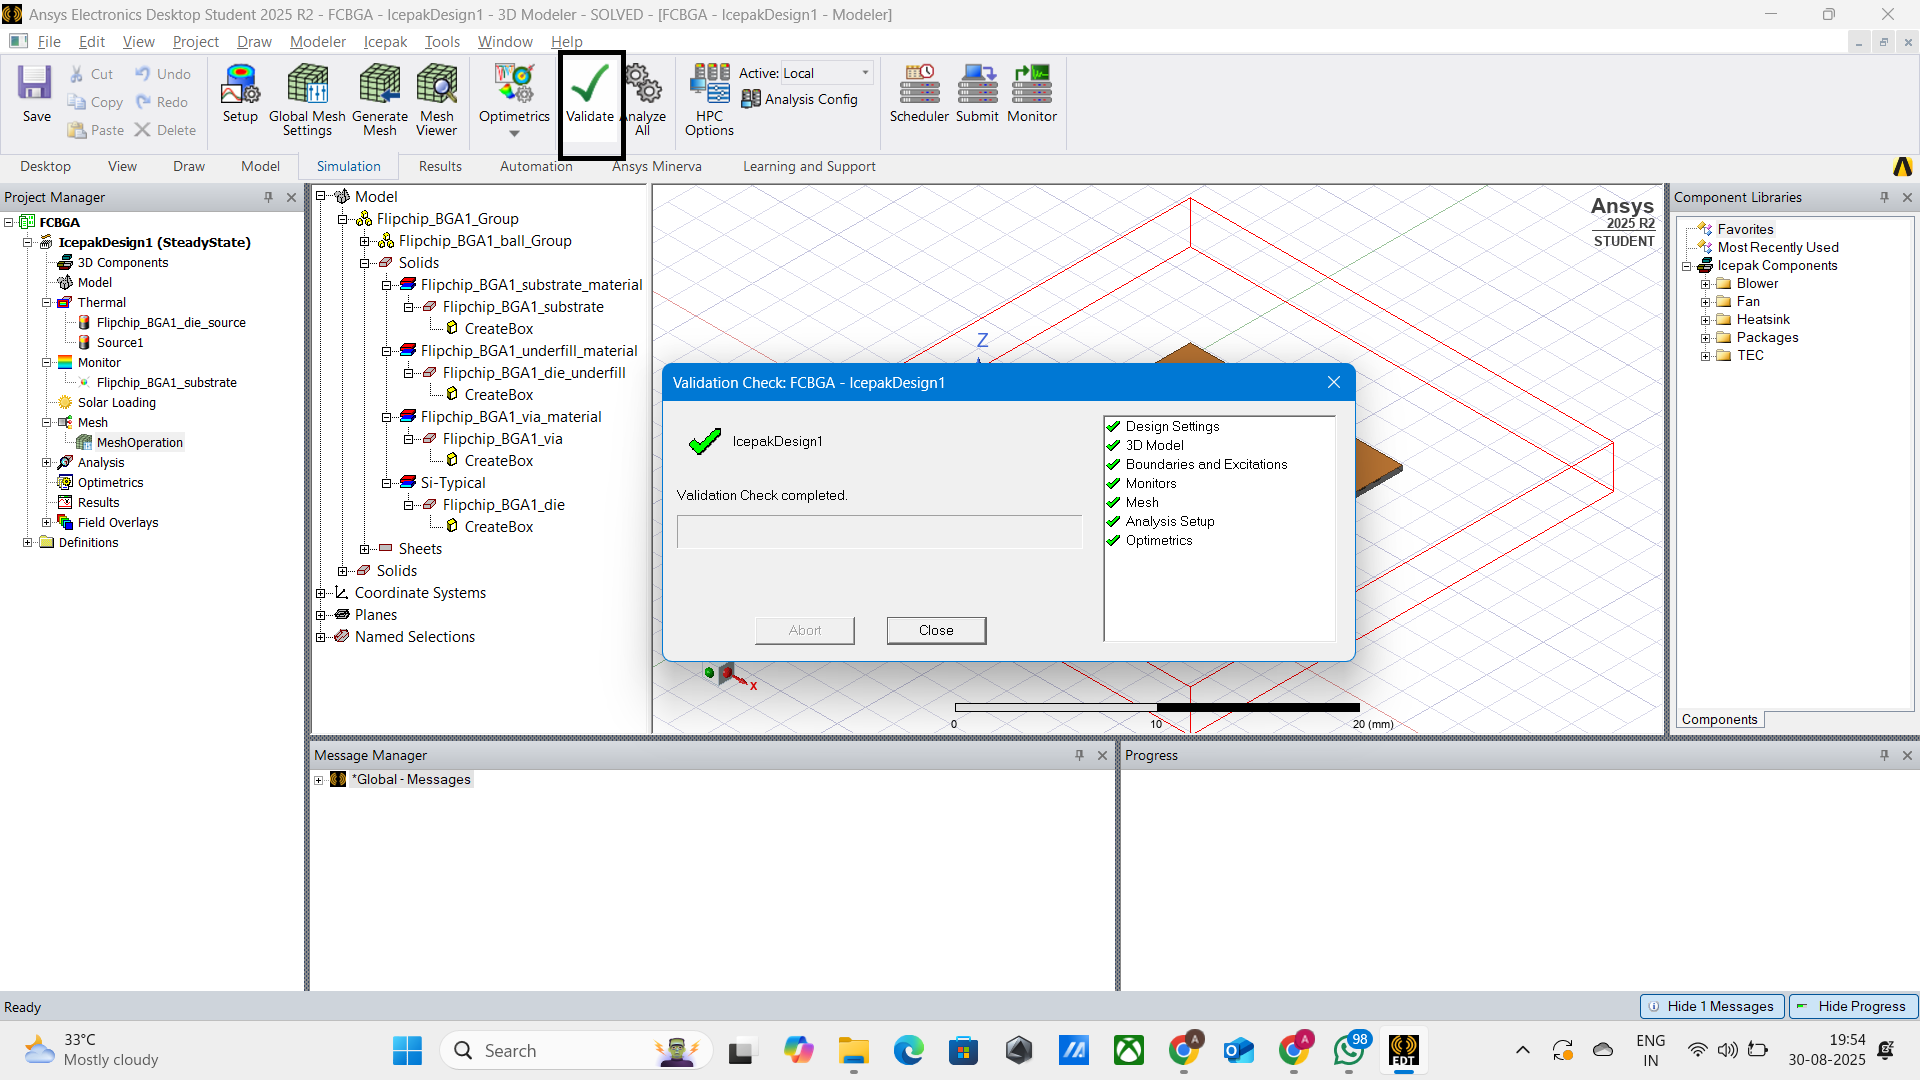 Ansys Electronics Desktop Student 2025 R2 - FCBGA - IcepakDesign1 - 3D Modeler - SOLVED - [FCBGA - IcepakDesign1 - Modeler]
File Edit View Project Draw Modeler Icepak Tools Window Help
Save
Cut
Copy
Paste
Undo
Redo
Delete
Setup
Global Mesh Settings
Generate Mesh
Mesh Viewer
Optimetrics
Validate
Analyze All
HPC Options
Active: Local
Analysis Config
Scheduler
Submit
Monitor
Desktop View Draw Model Simulation Results Automation Ansys Minerva Learning and Support
Project Manager
FCBGA
IcepakDesign1 (SteadyState)
3D Components
Model
Thermal
Flipchip_BGA1_die_source
Source1
Monitor
Flipchip_BGA1_substrate
Solar Loading
Mesh
MeshOperation
Analysis
Optimetrics
Results
Field Overlays
Definitions
Model
Flipchip_BGA1_Group
Flipchip_BGA1_ball_Group
Solids
Flipchip_BGA1_substrate_material
Flipchip_BGA1_substrate
CreateBox
Flipchip_BGA1_underfill_material
Flipchip_BGA1_die_underfill
CreateBox
Flipchip_BGA1_via_material
Flipchip_BGA1_via
CreateBox
Si-Typical
Flipchip_BGA1_die
CreateBox
Sheets
Solids
Coordinate Systems
Planes
Named Selections
Ansys
2025 R2
STUDENT
Z
Validation Check: FCBGA - IcepakDesign1
IcepakDesign1
Validation Check completed.
Abort
Close
Design Settings
3D Model
Boundaries and Excitations
Monitors
Mesh
Analysis Setup
Optimetrics
X
0 10 20 (mm)
Component Libraries
Favorites
Most Recently Used
Icepak Components
Blower
Fan
Heatsink
Packages
TEC
Components
Message Manager
*Global - Messages
Progress
Ready
Hide 1 Messages
Hide Progress
33°C
Mostly cloudy
Search
A
A
98
EDT
ENG
IN
19:54
30-08-2025